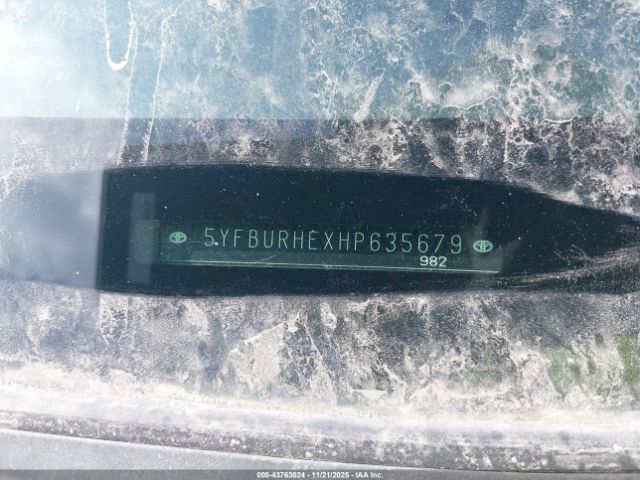 5YFBURHEXHP635679
982
000-43763824 - 11/21/2025 - IAA Inc.